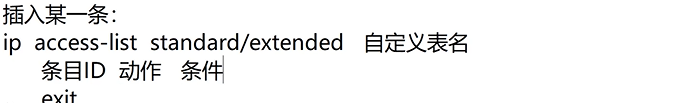 插入某一条：
ip access-list standard/extended 自定义表名
条目ID 动作 条件
exit